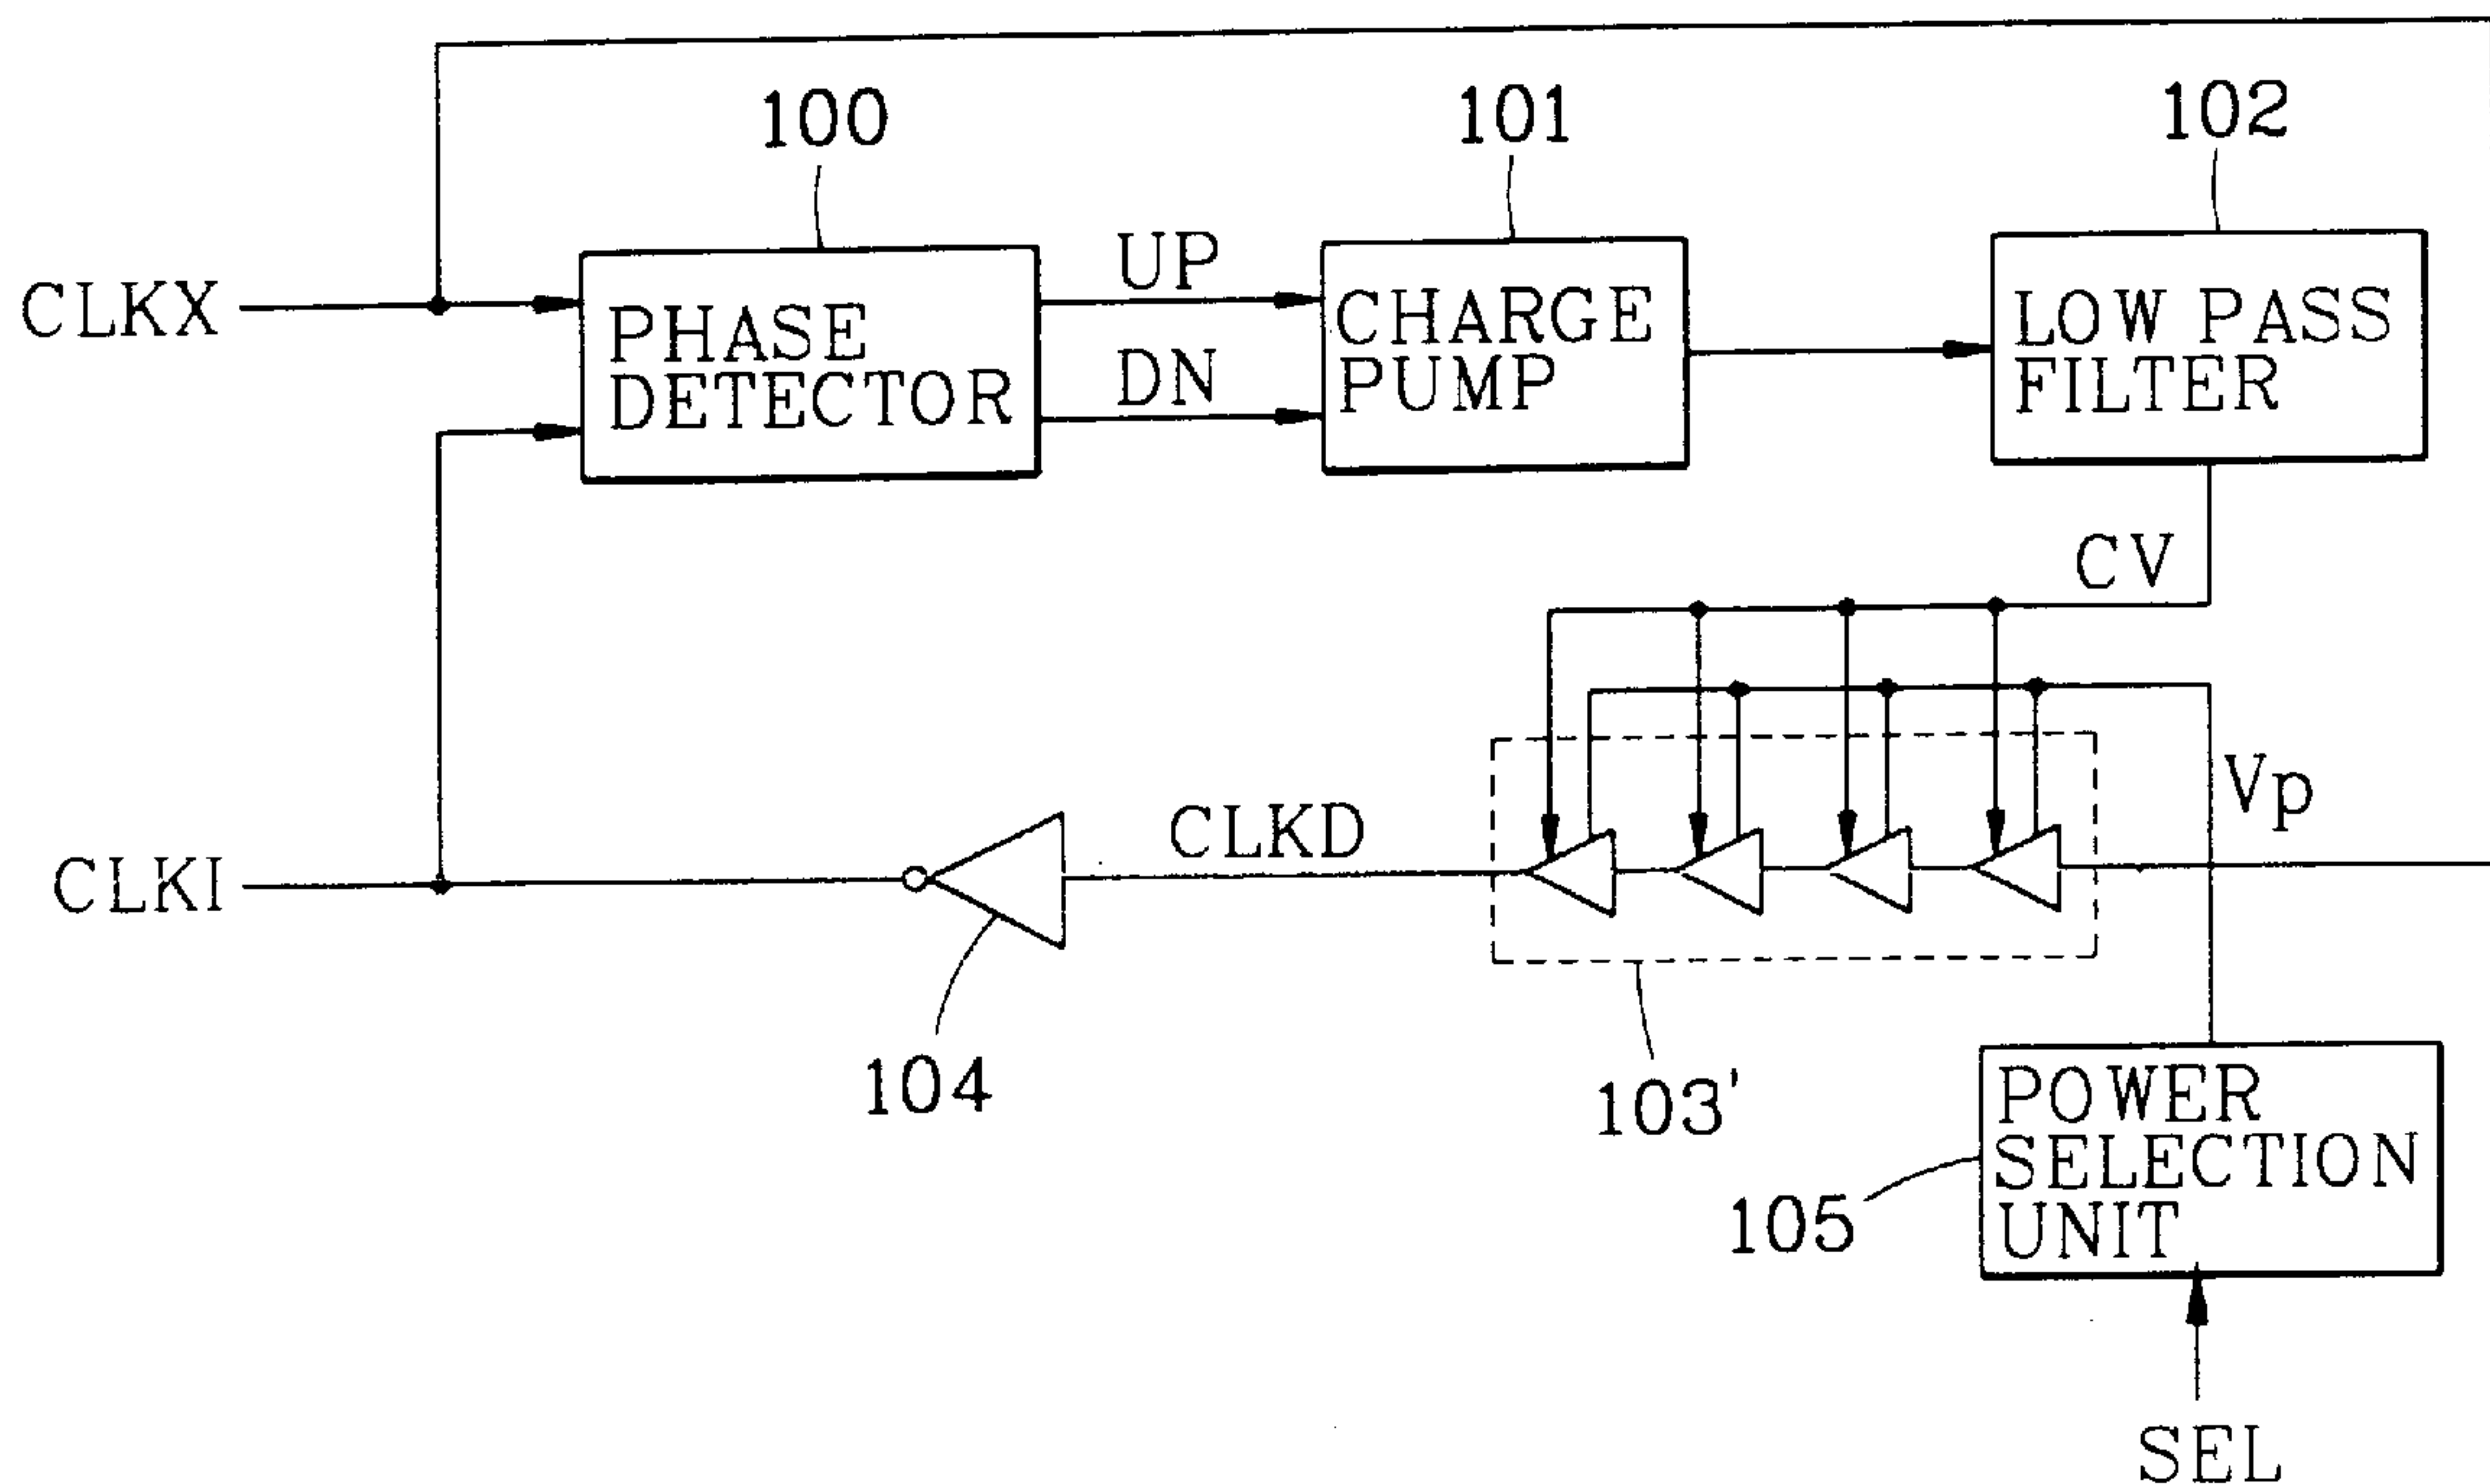 100
101
102
CLKX
PHASE
DETECTOR
UP
DN
CHARGE
PUMP
LOW PASS
FILTER
CV
Vp
CLKI
CLKD
104
103'
105
POWER
SELECTION
UNIT
SEL